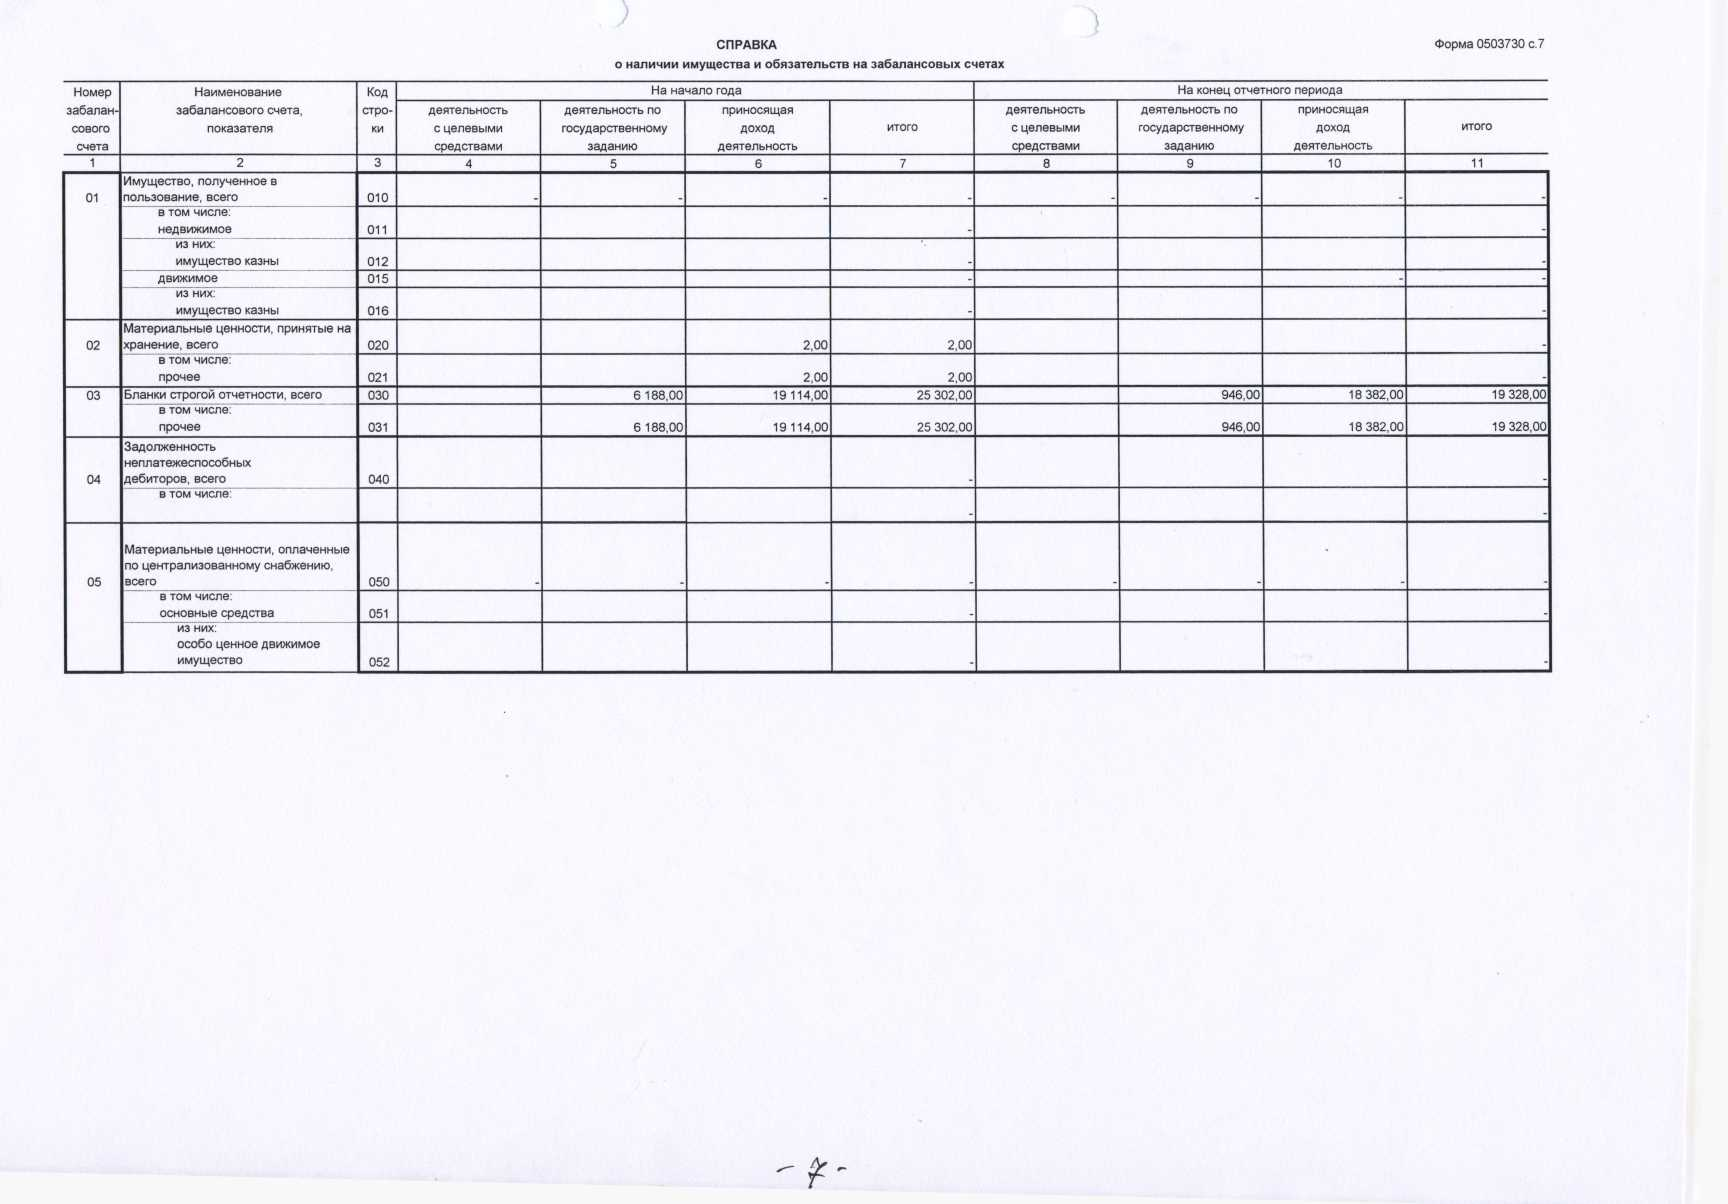 СПРАВКА
Форма 0503730 с.7
о наличии имущества и обязательств на забалансовых счетах
Номер забалан-сового счета | Наименование забалансового счета, показателя | Код стро-ки | На начало года | На конец отчетного периода
деятельность с целевыми средствами | деятельность по государственному заданию | приносящая доход деятельность | итого | деятельность с целевыми средствами | деятельность по государственному заданию | приносящая доход деятельность | итого
1 2 3 4 5 6 7 8 9 10 11
Имущество, полученное в
01 пользование, всего 010 - - - - - - - -
в том числе:
недвижимое 011 - -
из них:
имущество казны 012 - -
движимое 015 - - -
из них:
имущество казны 016 - -
Материальные ценности, принятые на
02 хранение, всего 020 2,00 2,00 -
в том числе:
прочее 021 2,00 2,00 -
03 Бланки строгой отчетности, всего 030 6 188,00 19 114,00 25 302,00 946,00 18 382,00 19 328,00
в том числе:
прочее 031 6 188,00 19 114,00 25 302,00 946,00 18 382,00 19 328,00
Задолженность
неплатежеспособных
04 дебиторов, всего 040 - -
в том числе:
- -
Материальные ценности, оплаченные
по централизованному снабжению,
05 всего 050 - - - - - - - -
в том числе:
основные средства 051 - -
из них:
особо ценное движимое
имущество 052 - -
- 7 -